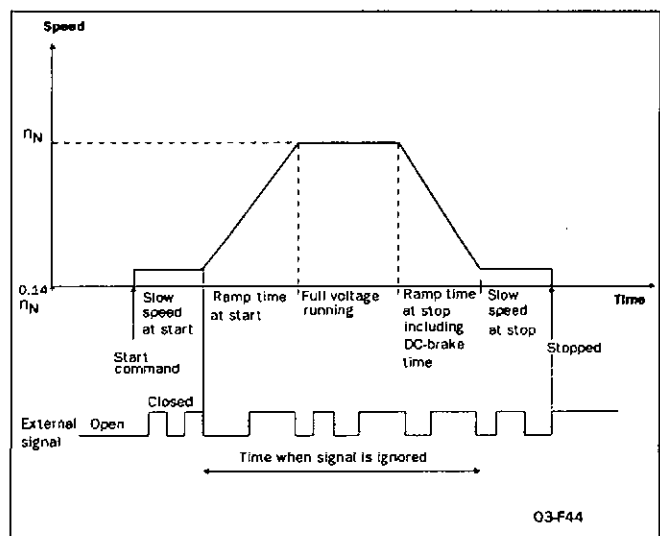 Speed
nN
0.14
nN
Slow
speed
at start
Ramp time
at start
Full voltage
running
Ramp time
at stop
including
DC-brake
time
Slow
speed
at stop
Time
Start
command
Stopped
External
signal
Open
Closed
Time when signal is ignored
03-F44